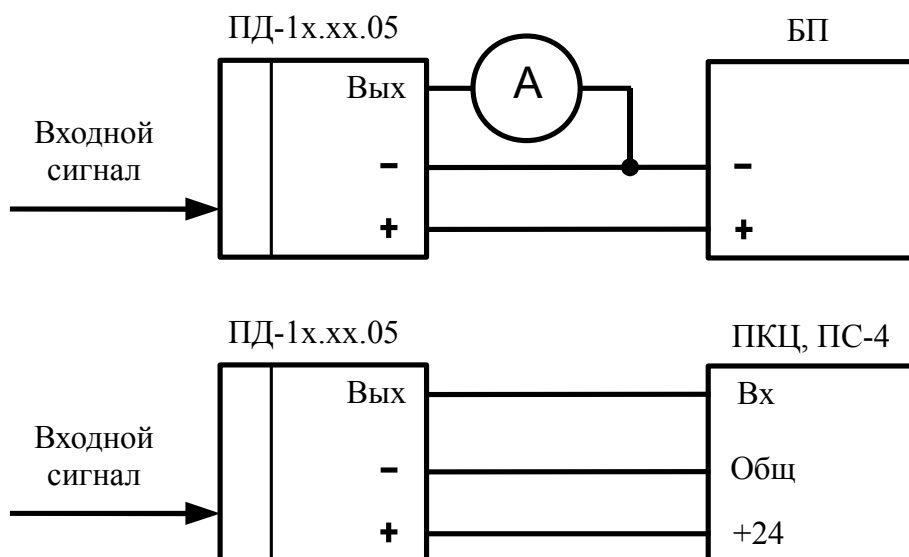 ПД-1х.хх.05
БП
Вых
А
Входной
сигнал
–
–
+
+
ПД-1х.хх.05
ПКЦ, ПС-4
Вых
Вх
Входной
сигнал
–
Общ
+
+24